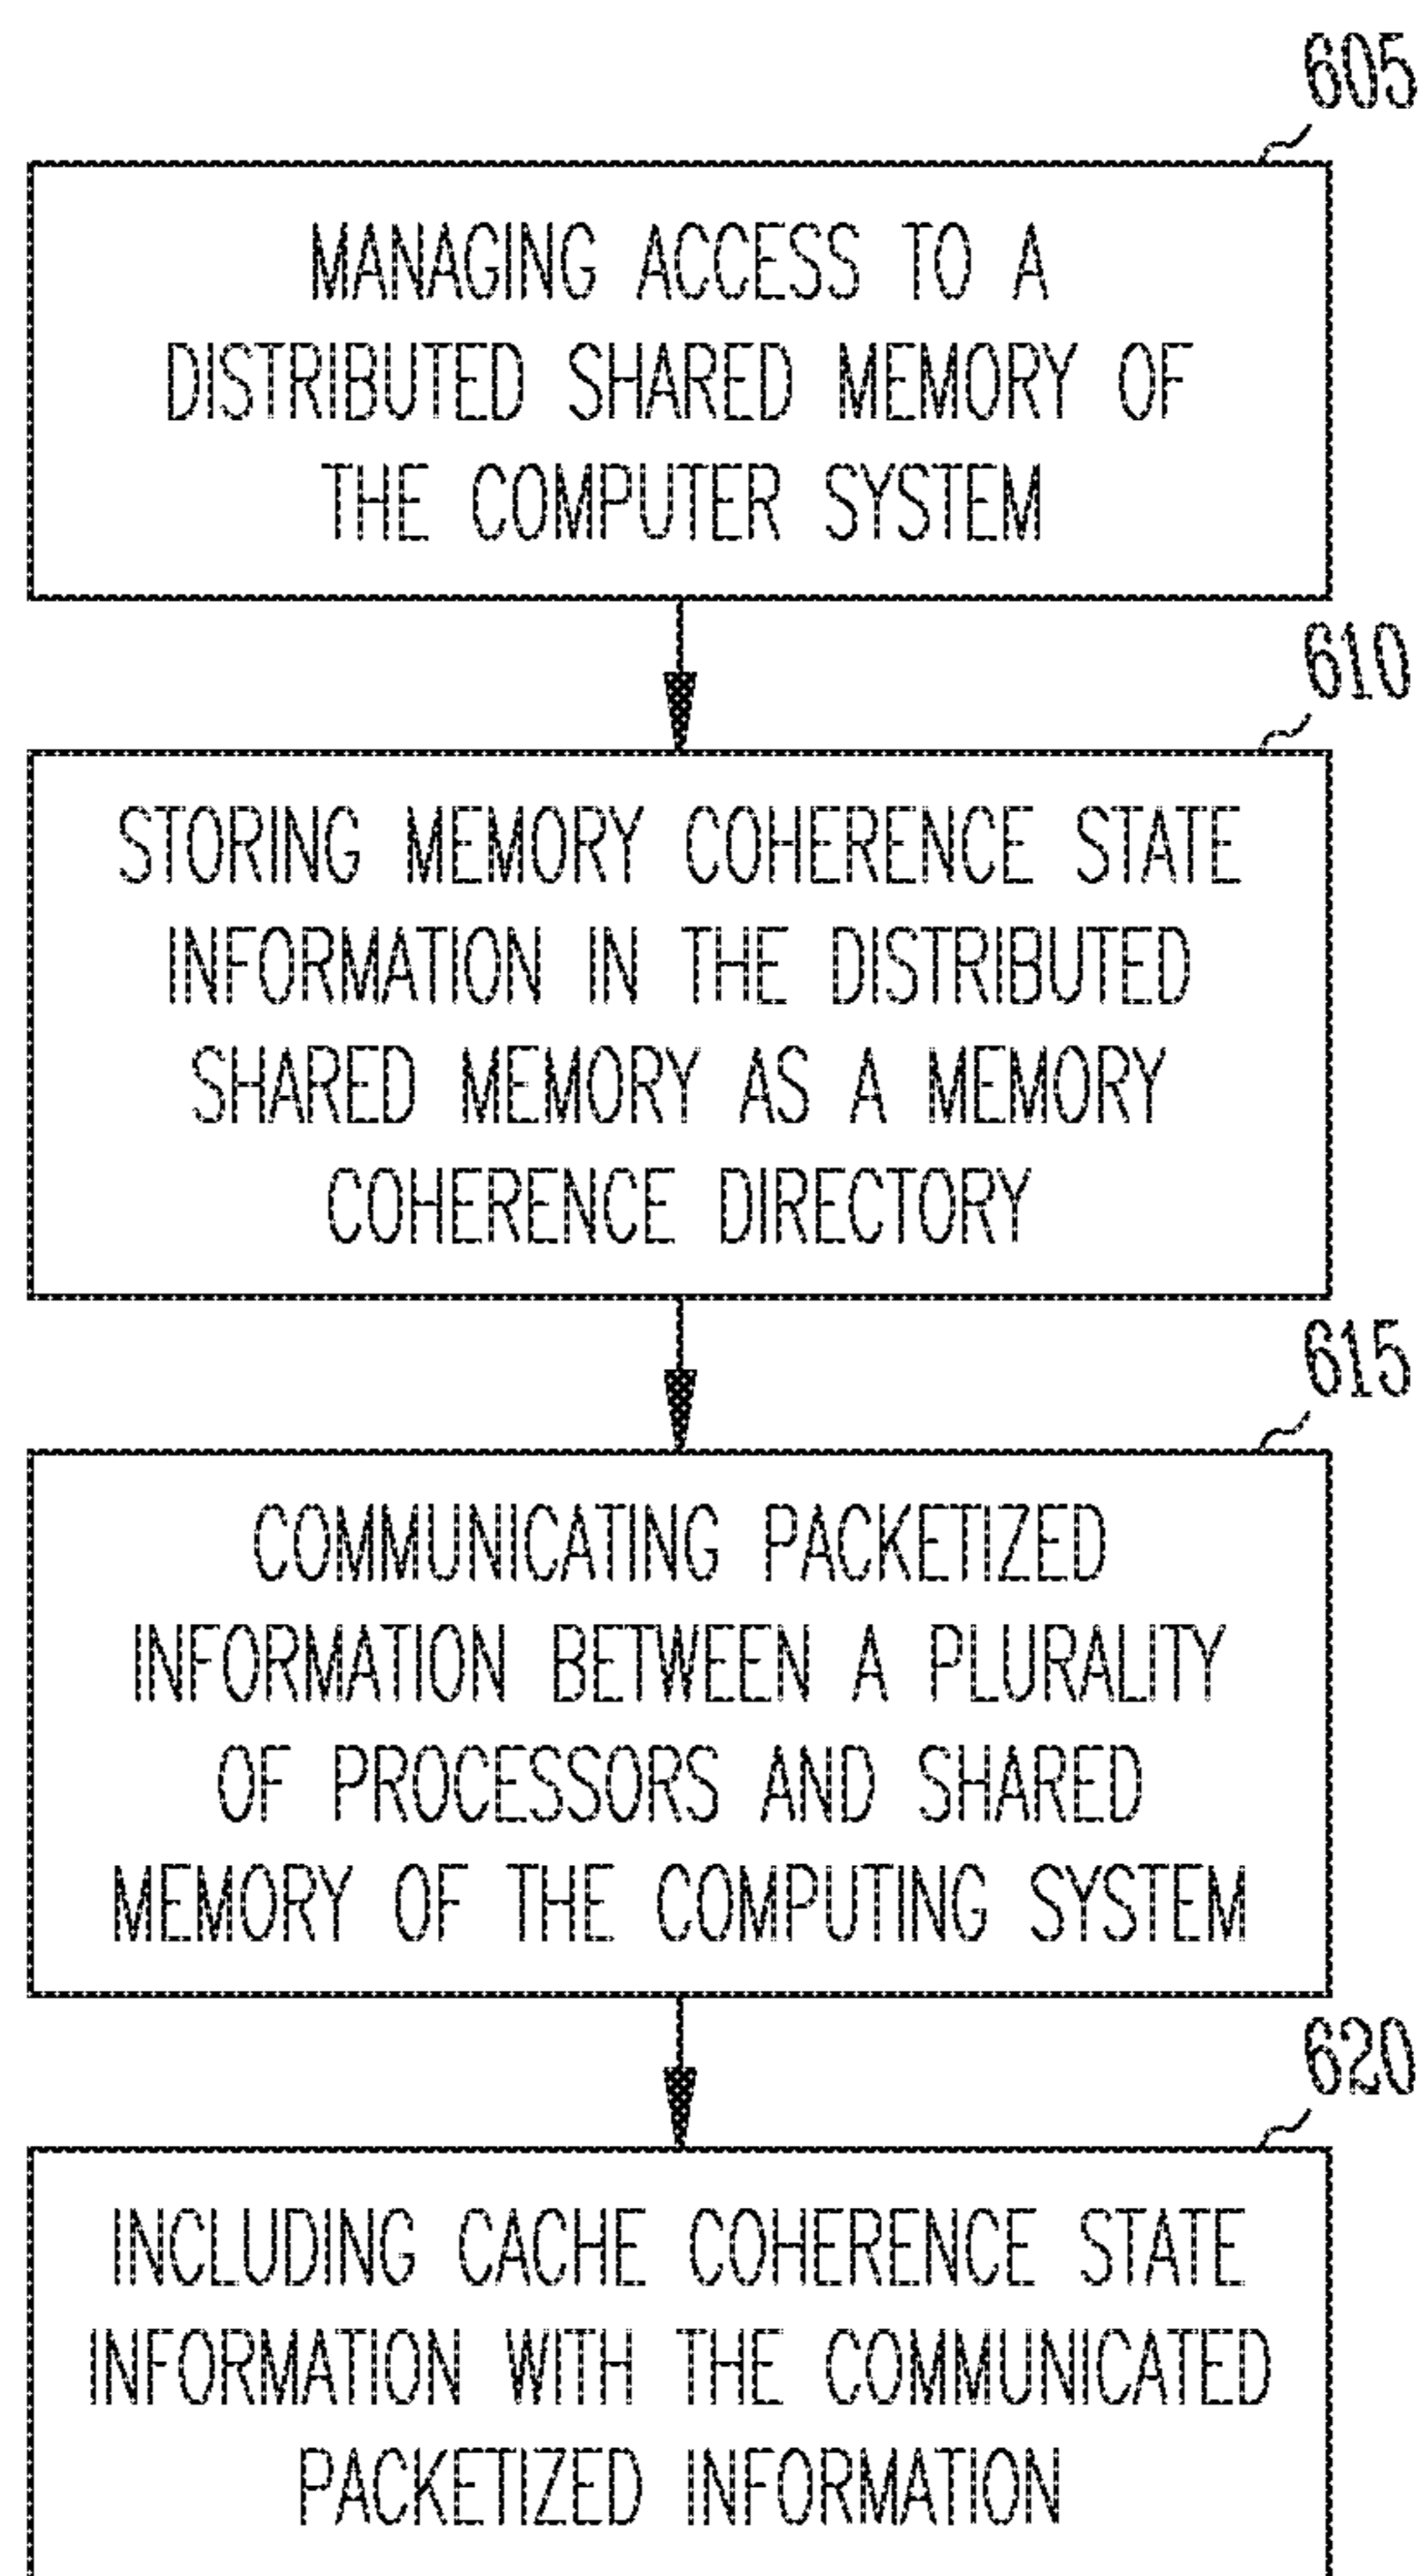 605
MANAGING ACCESS TO A
DISTRIBUTED SHARED MEMORY OF
THE COMPUTER SYSTEM
610
STORING MEMORY COHERENCE STATE
INFORMATION IN THE DISTRIBUTED
SHARED MEMORY AS A MEMORY
COHERENCE DIRECTORY
615
COMMUNICATING PACKETIZED
INFORMATION BETWEEN A PLURALITY
OF PROCESSORS AND SHARED
MEMORY OF THE COMPUTING SYSTEM
620
INCLUDING CACHE COHERENCE STATE
INFORMATION WITH THE COMMUNICATED
PACKETIZED INFORMATION